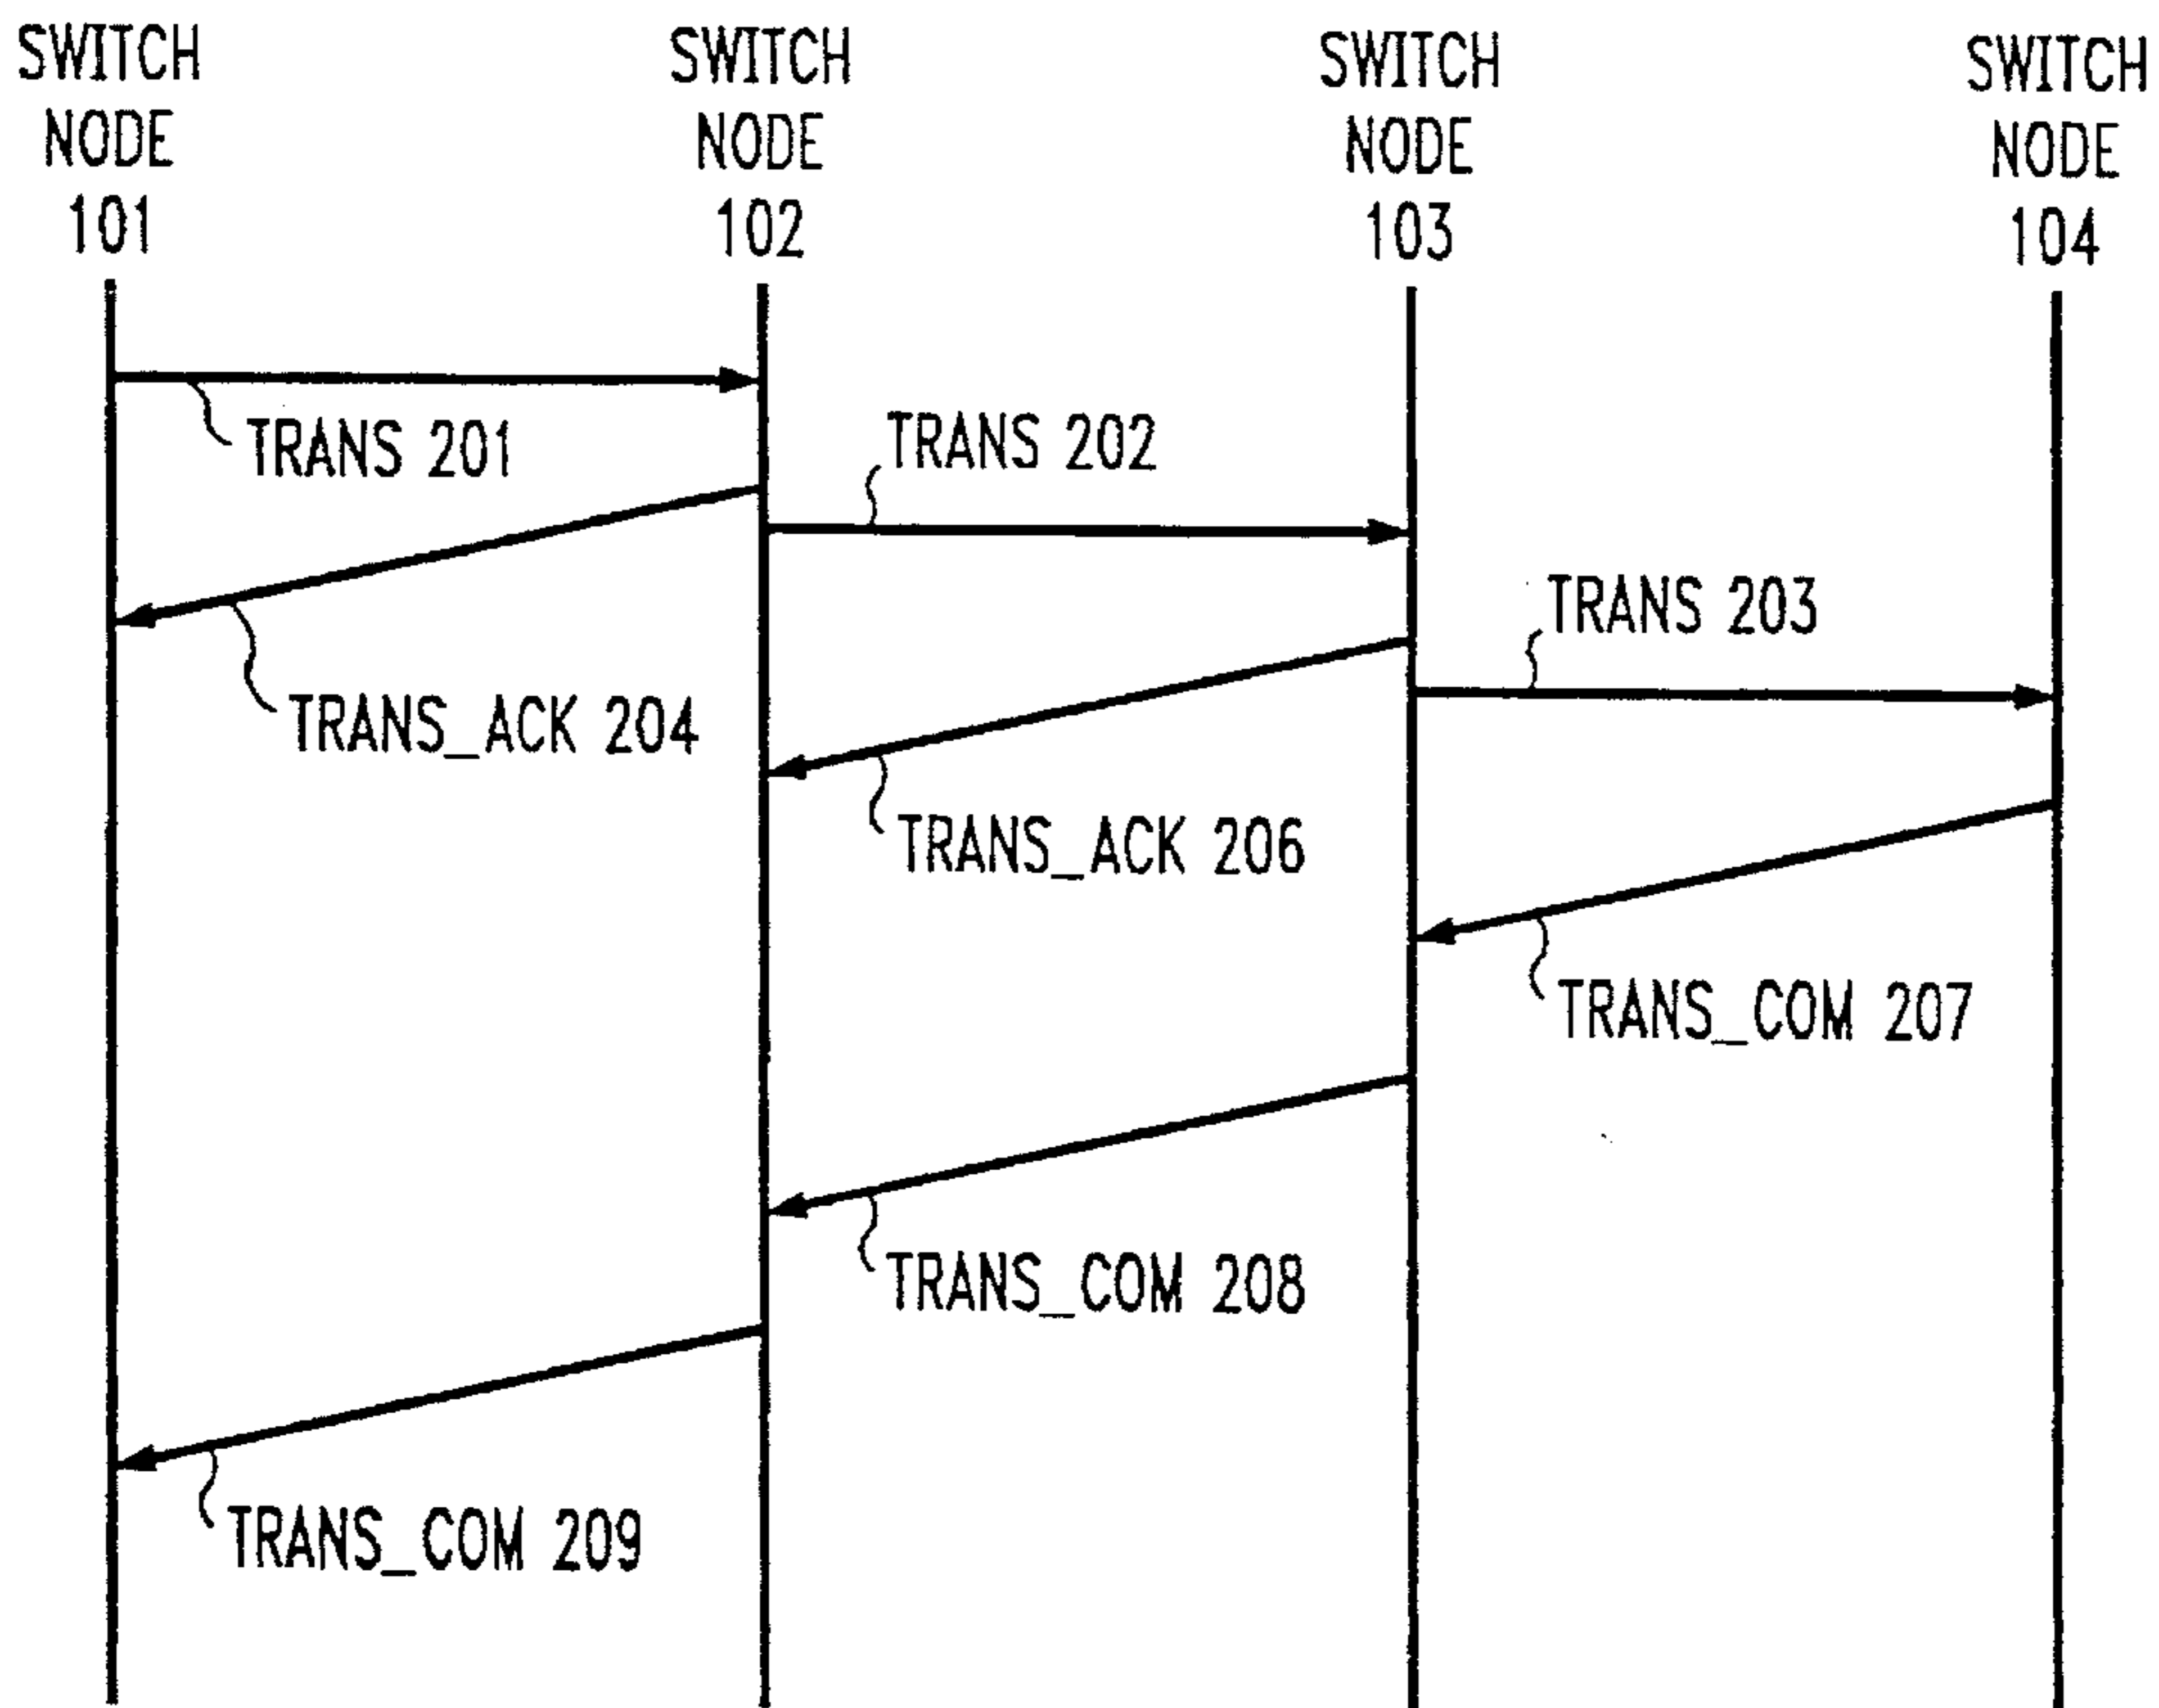 SWITCH
NODE
101
SWITCH
NODE
102
SWITCH
NODE
103
SWITCH
NODE
104
TRANS 201
TRANS 202
TRANS 203
TRANS_ACK 204
TRANS_ACK 206
TRANS_COM 207
TRANS_COM 208
TRANS_COM 209